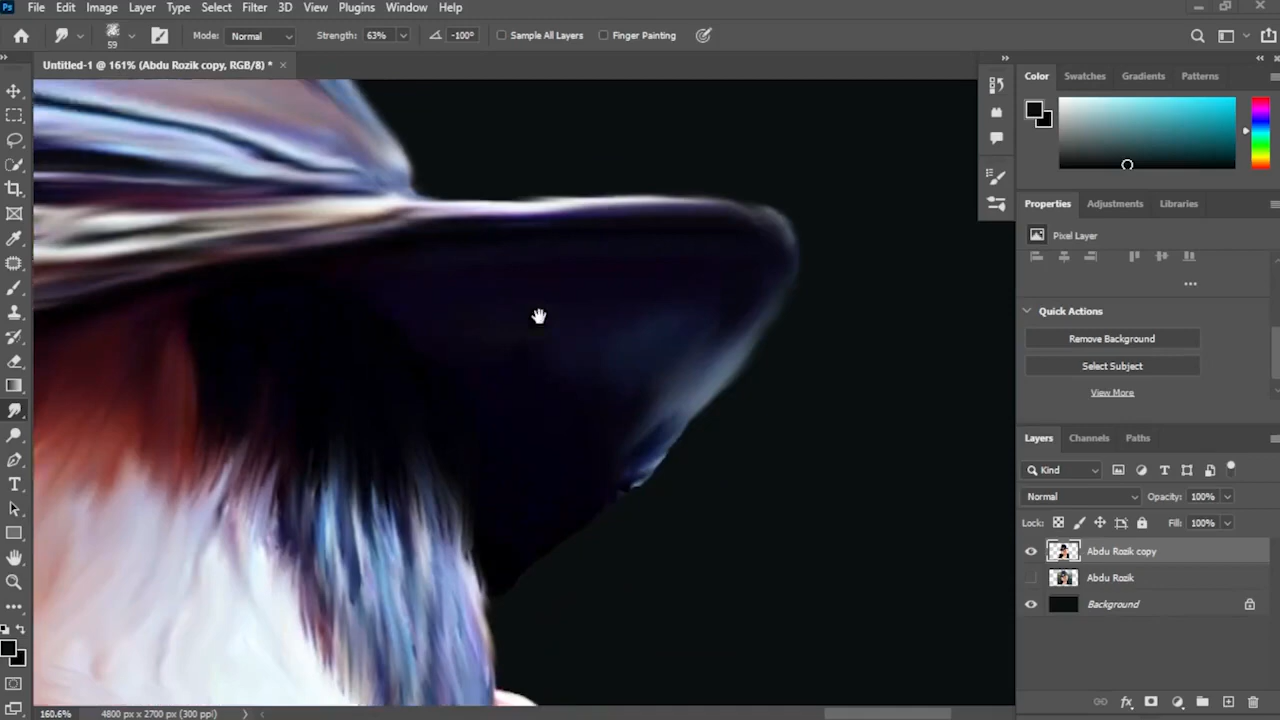 Ps File Edit Image Layer Type Select Filter 3D View Plugins Window Help
59 Mode: Normal Strength: 63% -100° Sample All Layers Finger Painting
Untitled-1 @ 161% (Abdu Rozik copy, RGB/8) *
Color Swatches Gradients Patterns
Properties Adjustments Libraries
Pixel Layer
Quick Actions
Remove Background
Select Subject
View More
Layers Channels Paths
Kind
Normal Opacity: 100%
Lock: Fill: 100%
Abdu Rozik copy
Abdu Rozik
Background
160.6% 4800 px x 2700 px (300 ppi)